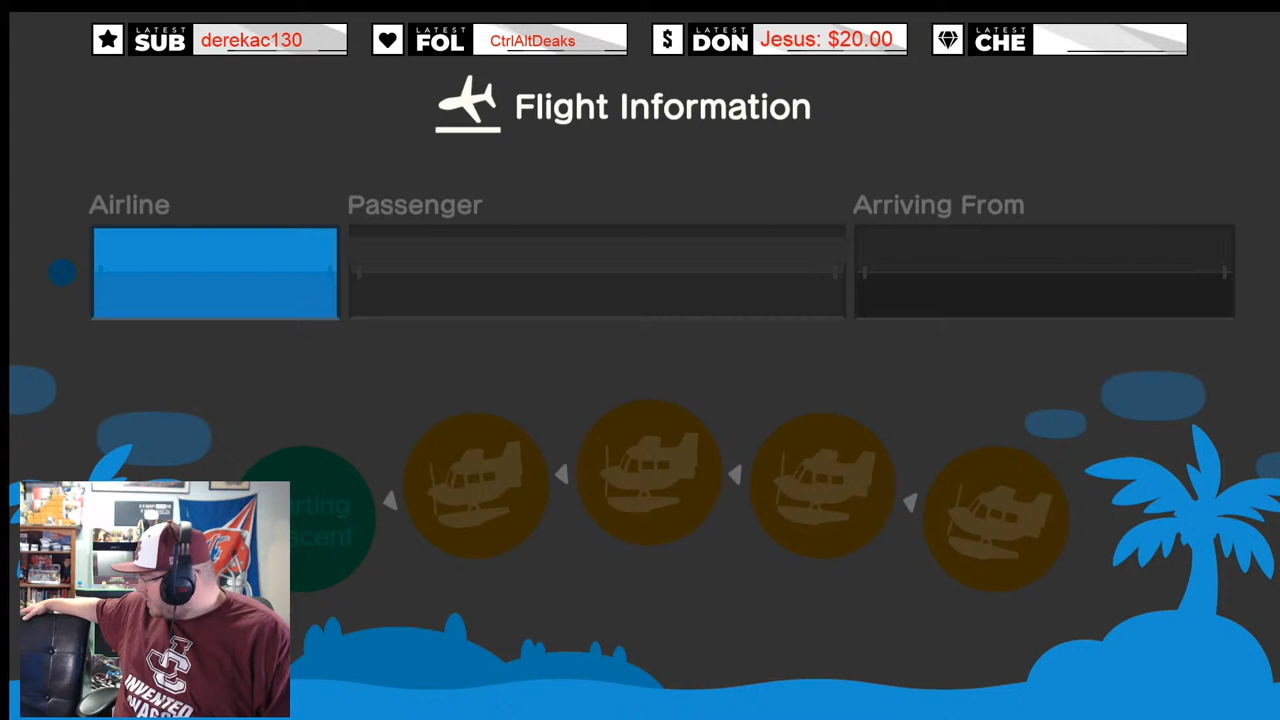 LATEST
SUB
derekac130
LATEST
FOL
CtrlAltDeaks
LATEST
$
DON
Jesus: $20.00
LATEST
CHE
Flight Information
Airline
Passenger
Arriving From
INVENTED